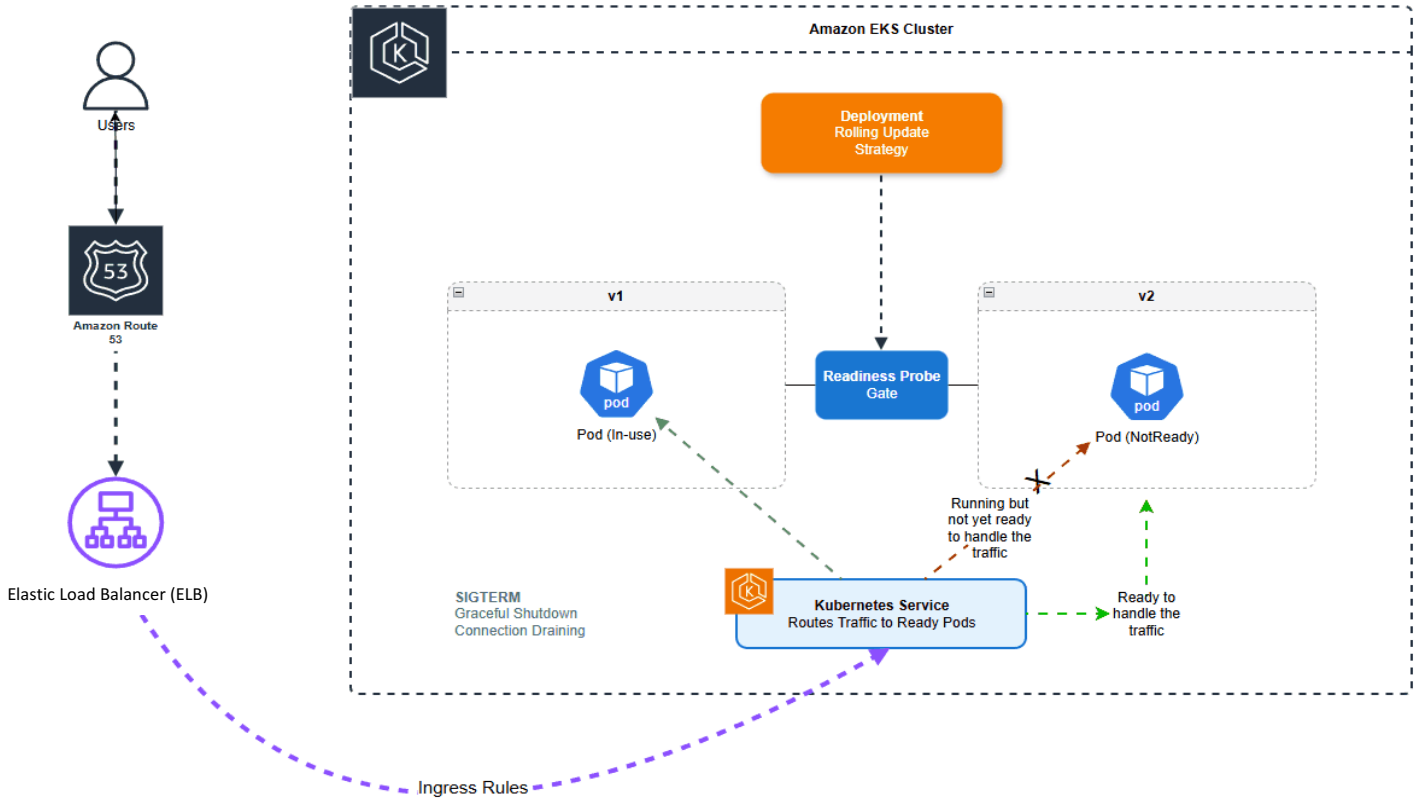 Amazon EKS Cluster
K
Users
Deployment
Rolling Update
Strategy
53
Amazon Route
53
v1
v2
Readiness Probe
Gate
pod
Pod (In-use)
pod
Pod (NotReady)
Running but
not yet ready
to handle the
traffic
Elastic Load Balancer (ELB)
SIGTERM
Graceful Shutdown
Connection Draining
K
Kubernetes Service
Routes Traffic to Ready Pods
Ready to
handle the
traffic
Ingress Rules